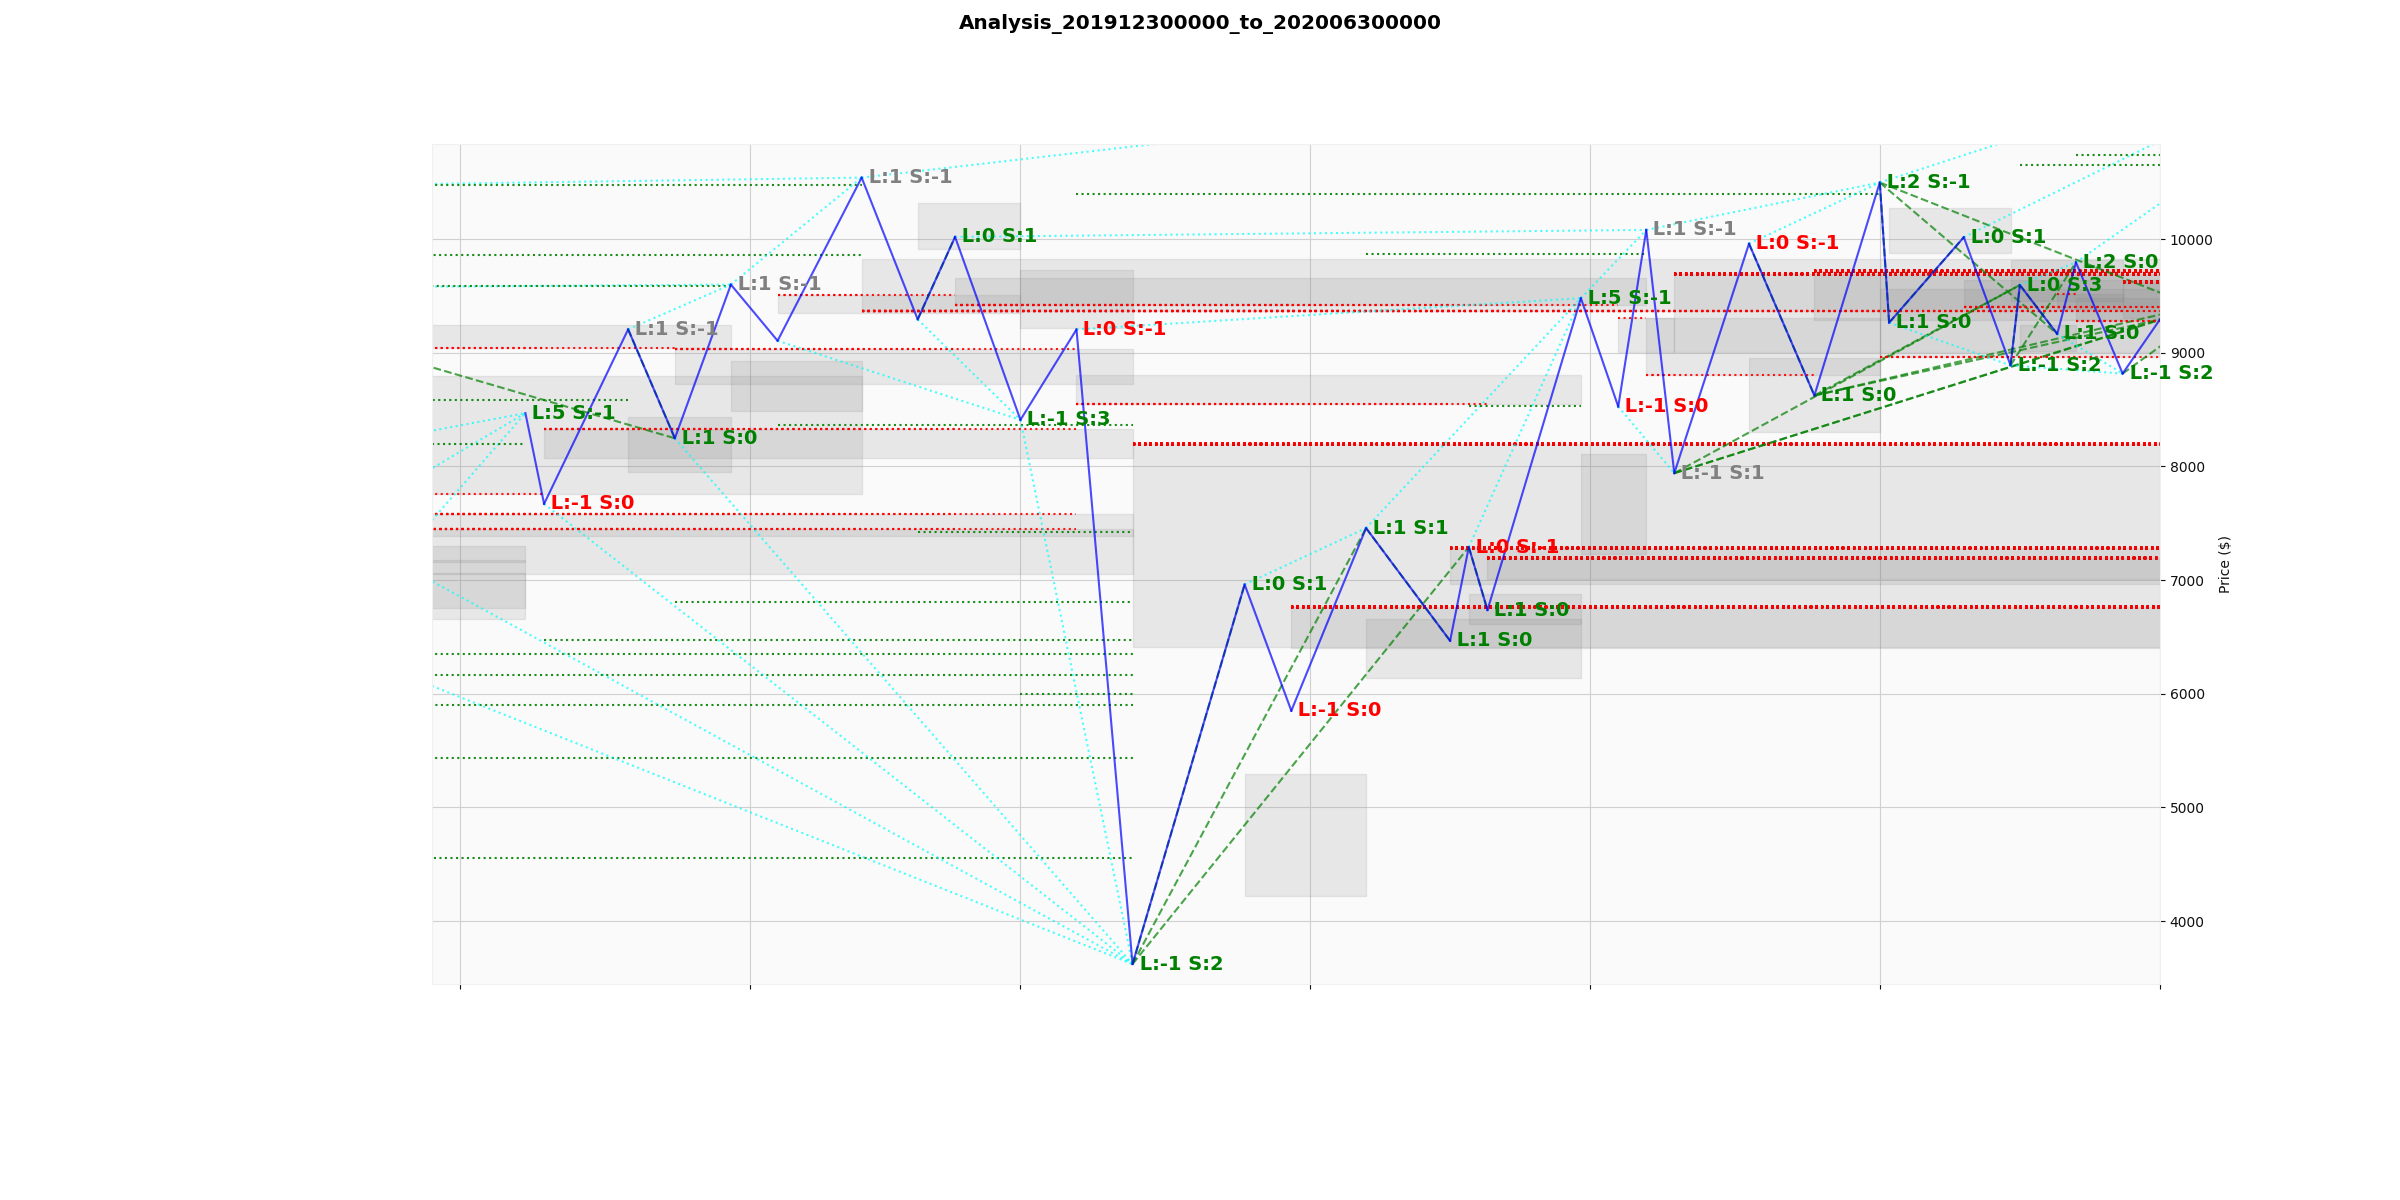 Analysis_201912300000_to_202006300000
L:1 S:-1
L:2 S:-1
L:1 S:-1
L:0 S:1
L:0 S:1
10000
L:0 S:-1
L:2 S:0
L:1 S:-1
L:0 S:3
L:5 S:-1
L:1 S:0
L:1 S:-1
L:0 S:-1
L:1 S:0
9000
L:-1 S:2
L:-1 S:2
L:1 S:0
L:-1 S:0
L:5 S:-1
L:-1 S:3
L:1 S:0
8000
L:-1 S:1
L:-1 S:0
L:1 S:1
L:0 S:-1
Price ($)
7000
L:0 S:1
L:1 S:0
L:1 S:0
6000
L:-1 S:0
5000
4000
L:-1 S:2